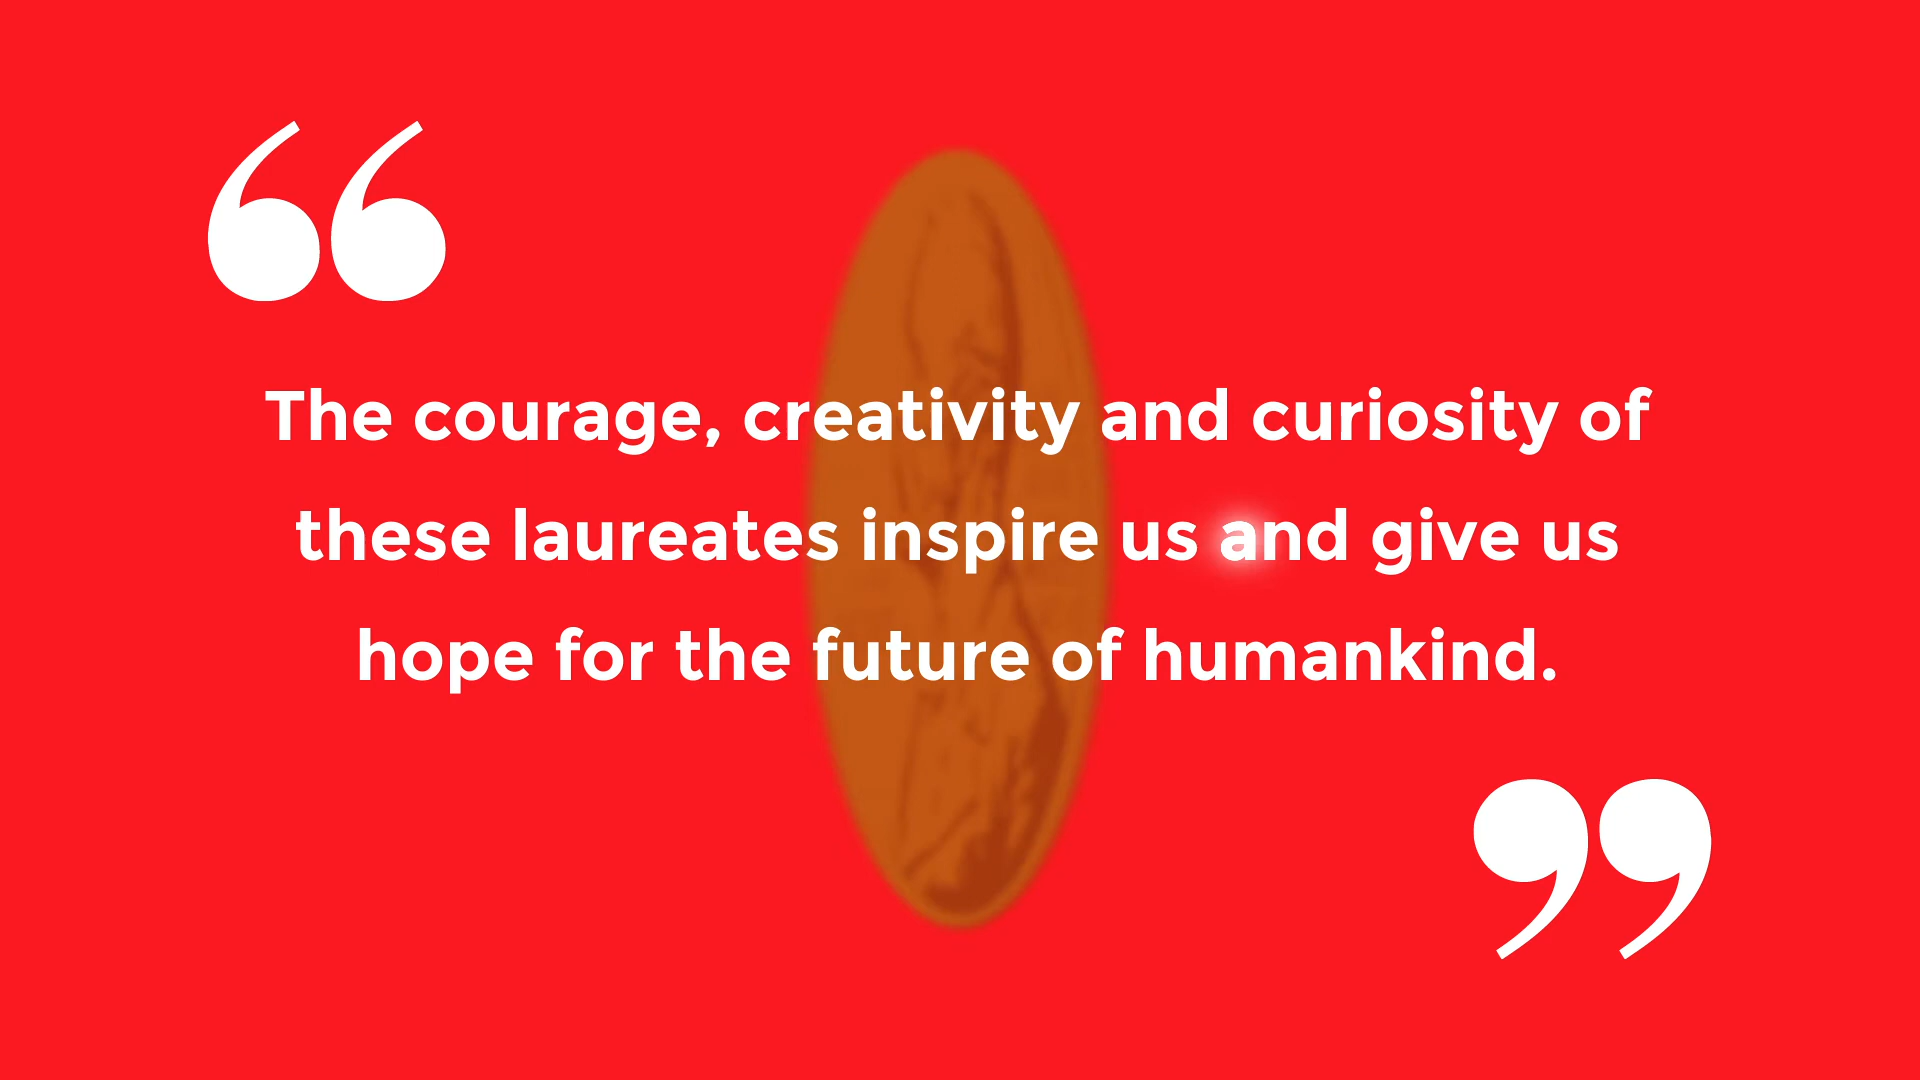 “
The courage, creativity and curiosity of
these laureates inspire us and give us
hope for the future of humankind.
”